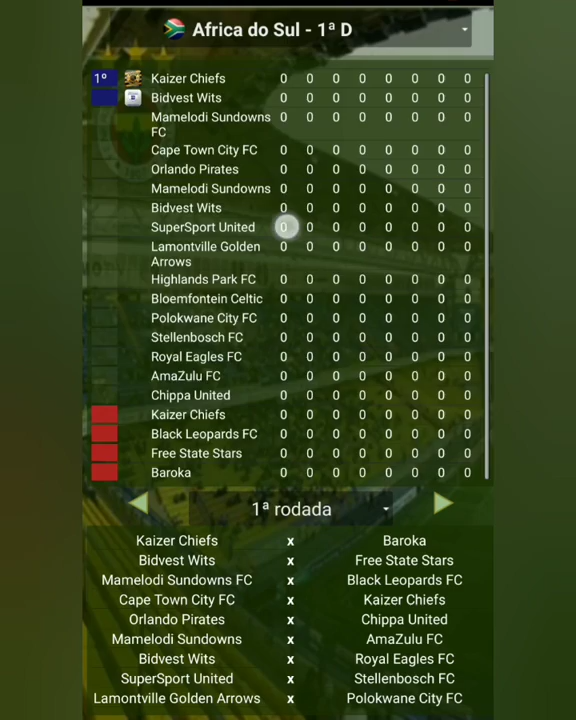 Africa do Sul - 1ª D
1º Kaizer Chiefs 0 0 0 0 0 0 0 0
Bidvest Wits 0 0 0 0 0 0 0 0
Mamelodi Sundowns 0 0 0 0 0 0 0 0
FC
Cape Town City FC 0 0 0 0 0 0 0 0
Orlando Pirates 0 0 0 0 0 0 0 0
Mamelodi Sundowns 0 0 0 0 0 0 0 0
Bidvest Wits 0 0 0 0 0 0 0 0
SuperSport United 0 0 0 0 0 0 0 0
Lamontville Golden 0 0 0 0 0 0 0 0
Arrows
Highlands Park FC 0 0 0 0 0 0 0 0
Bloemfontein Celtic 0 0 0 0 0 0 0 0
Polokwane City FC 0 0 0 0 0 0 0 0
Stellenbosch FC 0 0 0 0 0 0 0 0
Royal Eagles FC 0 0 0 0 0 0 0 0
AmaZulu FC 0 0 0 0 0 0 0 0
Chippa United 0 0 0 0 0 0 0 0
Kaizer Chiefs 0 0 0 0 0 0 0 0
Black Leopards FC 0 0 0 0 0 0 0 0
Free State Stars 0 0 0 0 0 0 0 0
Baroka 0 0 0 0 0 0 0 0
1ª rodada
Kaizer Chiefs x Baroka
Bidvest Wits x Free State Stars
Mamelodi Sundowns FC x Black Leopards FC
Cape Town City FC x Kaizer Chiefs
Orlando Pirates x Chippa United
Mamelodi Sundowns x AmaZulu FC
Bidvest Wits x Royal Eagles FC
SuperSport United x Stellenbosch FC
Lamontville Golden Arrows x Polokwane City FC